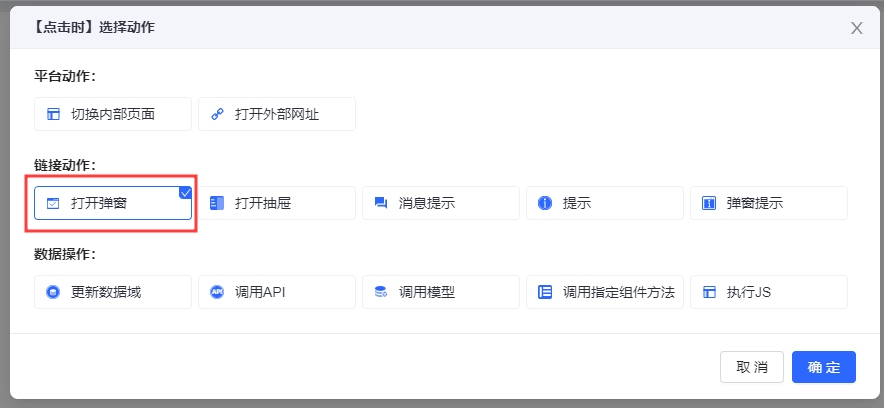 【点击时】选择动作
平台动作：
切换内部页面 打开外部网址
链接动作：
打开弹窗 打开抽屉 消息提示 提示 弹窗提示
数据操作：
更新数据域 API 调用API 调用模型 调用指定组件方法 执行JS
取 消 确 定